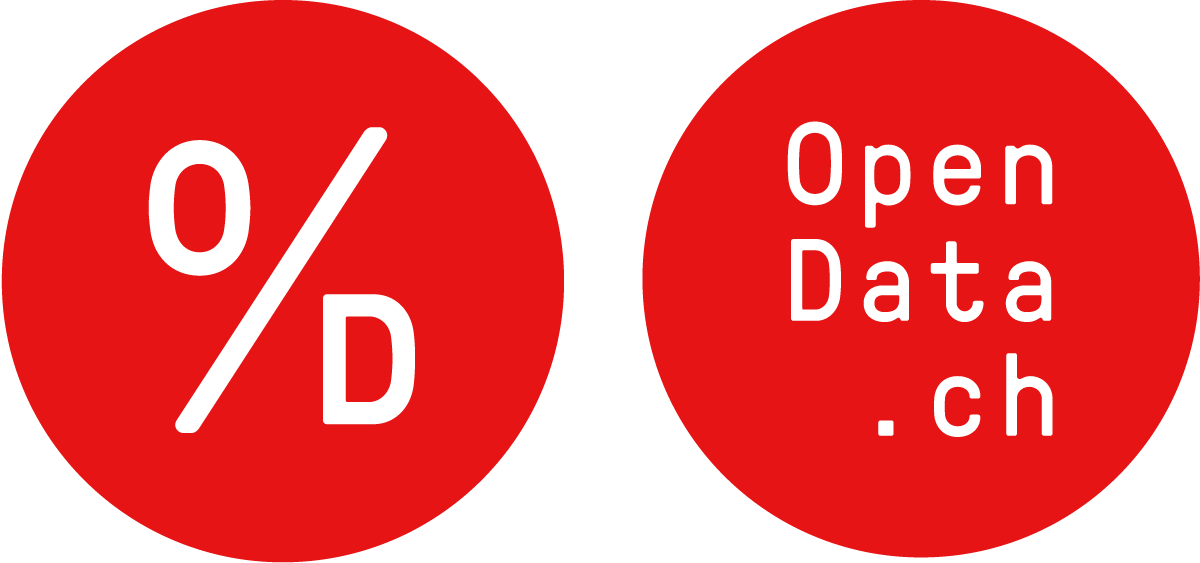 O/D
Open
Data
.ch